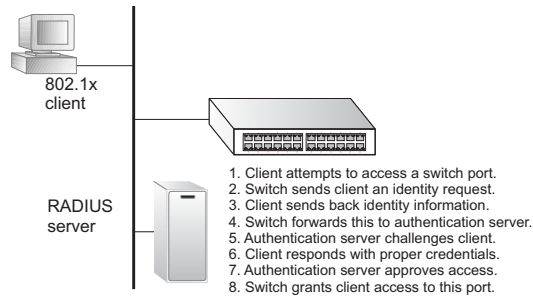 802.1x
client
RADIUS
server
1. Client attempts to access a switch port.
2. Switch sends client an identity request.
3. Client sends back identity information.
4. Switch forwards this to authentication server.
5. Authentication server challenges client.
6. Client responds with proper credentials.
7. Authentication server approves access.
8. Switch grants client access to this port.